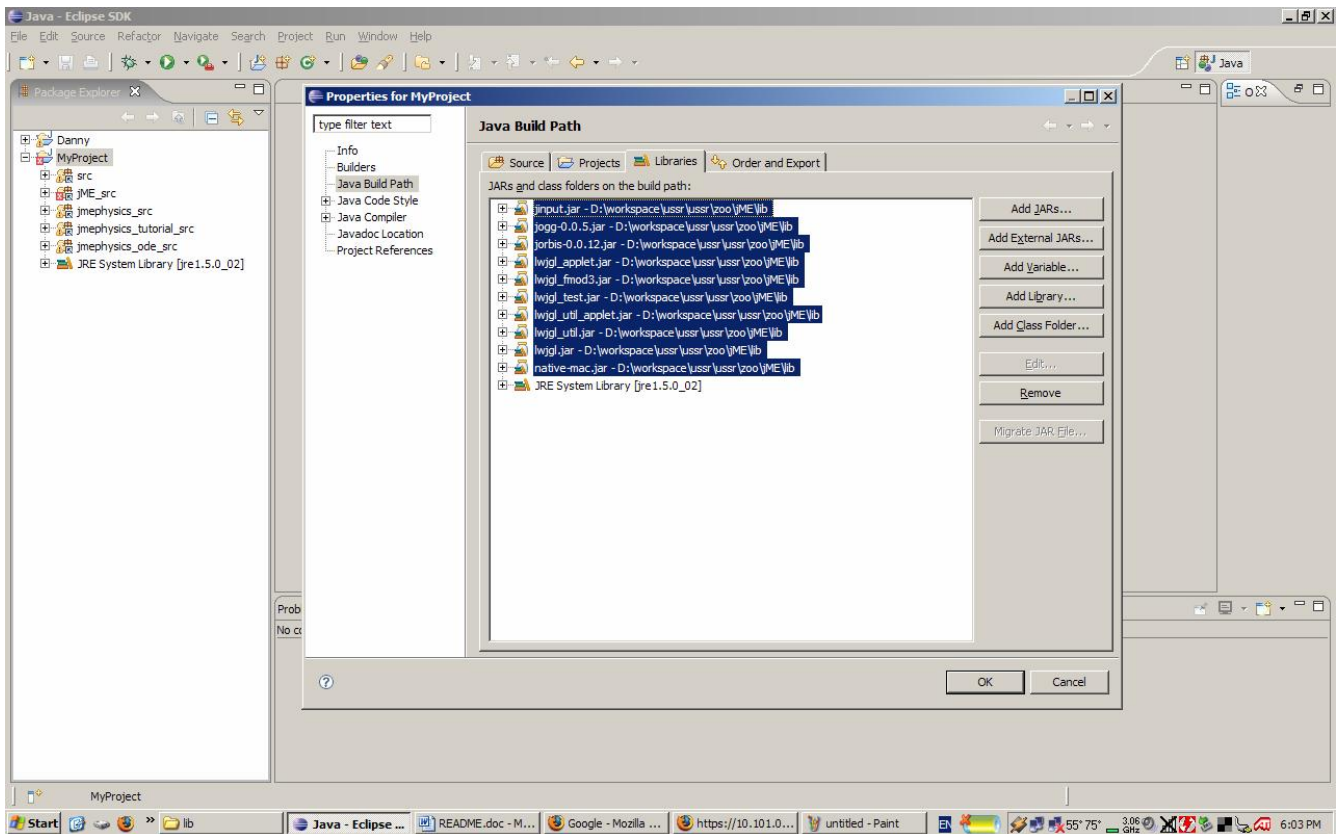 Java - Eclipse SDK
File Edit Source Refactor Navigate Search Project Run Window Help
Java
Package Explorer
Danny
MyProject
src
jME_src
jmephysics_src
jmephysics_tutorial_src
jmephysics_ode_src
JRE System Library [jre1.5.0_02]
Properties for MyProject
type filter text
Info
Builders
Java Build Path
Java Code Style
Java Compiler
Javadoc Location
Project References
Java Build Path
Source Projects Libraries Order and Export
JARs and class folders on the build path:
jinput.jar - D:\workspace\ussr\ussr\zoo\jME\lib
jogg-0.0.5.jar - D:\workspace\ussr\ussr\zoo\jME\lib
jorbis-0.0.12.jar - D:\workspace\ussr\ussr\zoo\jME\lib
lwjgl_applet.jar - D:\workspace\ussr\ussr\zoo\jME\lib
lwjgl_fmod3.jar - D:\workspace\ussr\ussr\zoo\jME\lib
lwjgl_test.jar - D:\workspace\ussr\ussr\zoo\jME\lib
lwjgl_util_applet.jar - D:\workspace\ussr\ussr\zoo\jME\lib
lwjgl_util.jar - D:\workspace\ussr\ussr\zoo\jME\lib
lwjgl.jar - D:\workspace\ussr\ussr\zoo\jME\lib
native-mac.jar - D:\workspace\ussr\ussr\zoo\jME\lib
JRE System Library [jre1.5.0_02]
Add JARs...
Add External JARs...
Add Variable...
Add Library...
Add Class Folder...
Edit...
Remove
Migrate JAR File...
OK Cancel
Prob
No co
MyProject
Start lib Java - Eclipse ... README.doc - M... Google - Mozilla ... https://10.101.0... untitled - Paint EN 55° 75° 3.06 GHz 6:03 PM